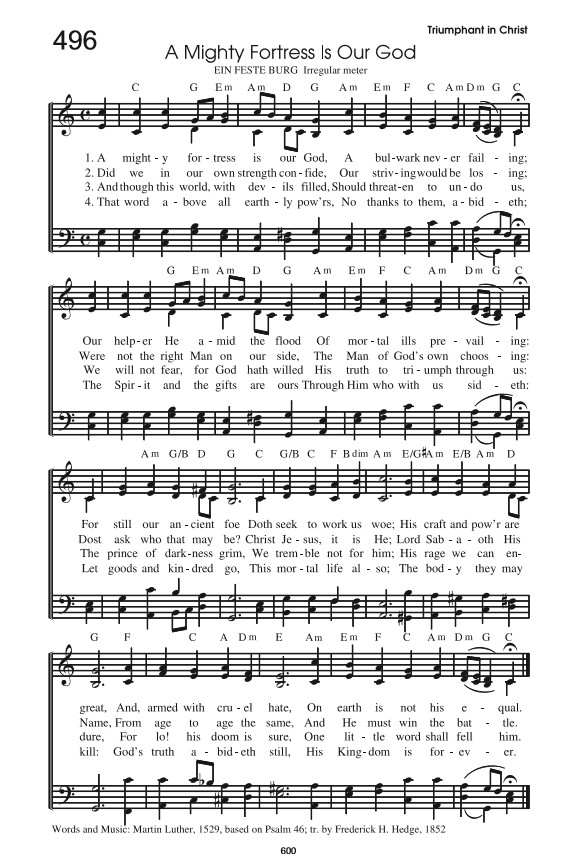 496
Triumphant in Christ
A Mighty Fortress Is Our God
EIN FESTE BURG Irregular meter
C G Em Am D G Am Em F C Am Dm G C
1. A might-y for-tress is our God, A bul-wark nev-er fail-ing;
2. Did we in our own strength con-fide, Our striving would be los-ing;
3. And though this world, with dev-ils filled, Should threat-en to un-do us,
4. That word a-bove all earth-ly pow'rs, No thanks to them, a-bid-eth;
G Em Am D G Am Em F C Am Dm G C
Our help-er He a-mid the flood Of mor-tal ills pre-vail-ing:
Were not the right Man on our side, The Man of God's own choos-ing:
We will not fear, for God hath willed His truth to tri-umph through us:
The Spir-it and the gifts are ours Through Him who with us sid-eth:
Am G/B D G C G/B C F Bdim Am E/G# Am E/B Am D
For still our an-cient foe Doth seek to work us woe; His craft and pow'r are
Dost ask who that may be? Christ Je-sus, it is He; Lord Sab-a-oth His
The prince of dark-ness grim, We trem-ble not for him; His rage we can en-
Let goods and kin-dred go, This mor-tal life al-so; The bod-y they may
G F C A Dm E Am Em F C Am Dm G C
great, And, armed with cru-el hate, On earth is not his e-qual.
Name, From age to age the same, And He must win the bat-tle.
dure, For lo! his doom is sure, One lit-tle word shall fell him.
kill: God's truth a-bid-eth still, His King-dom is for-ev-er.
Words and Music: Martin Luther, 1529, based on Psalm 46; tr. by Frederick H. Hedge, 1852
600